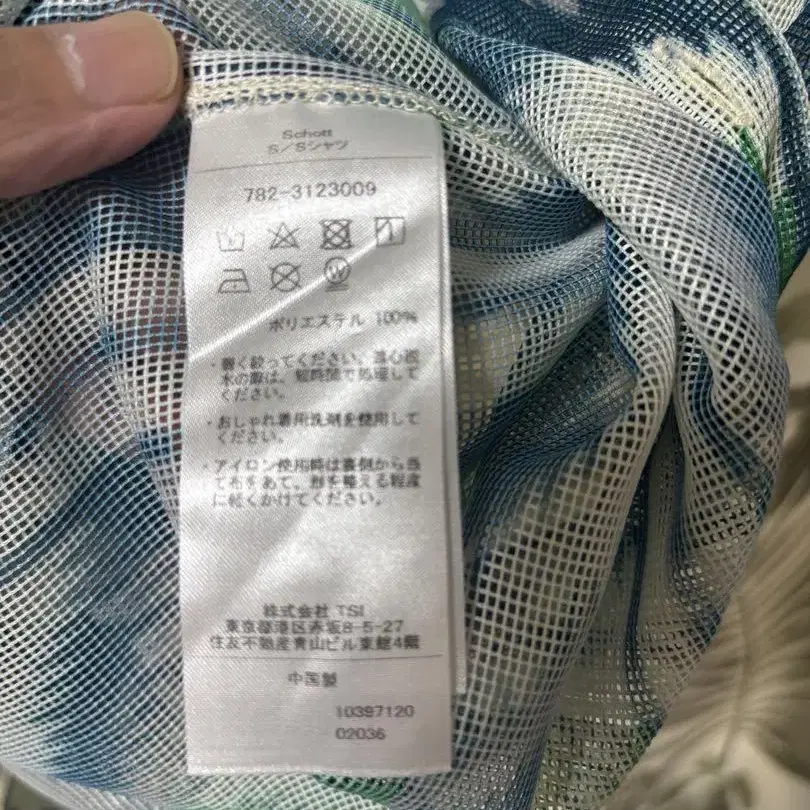 Schott
S/Sシャツ
782-3123009
W
ポリエステル 100%
・軽く絞ってください。遠心脱
水の際は、短時間で処理して
ください。
・おしゃれ着用洗剤を使用して
ください。
・アイロン使用時は裏側から当
て布をあて、形を整える程度
に軽くかけてください。
株式会社 TSI
東京都港区赤坂8-5-27
住友不動産青山ビル東館4階
中国製
10397120
02036